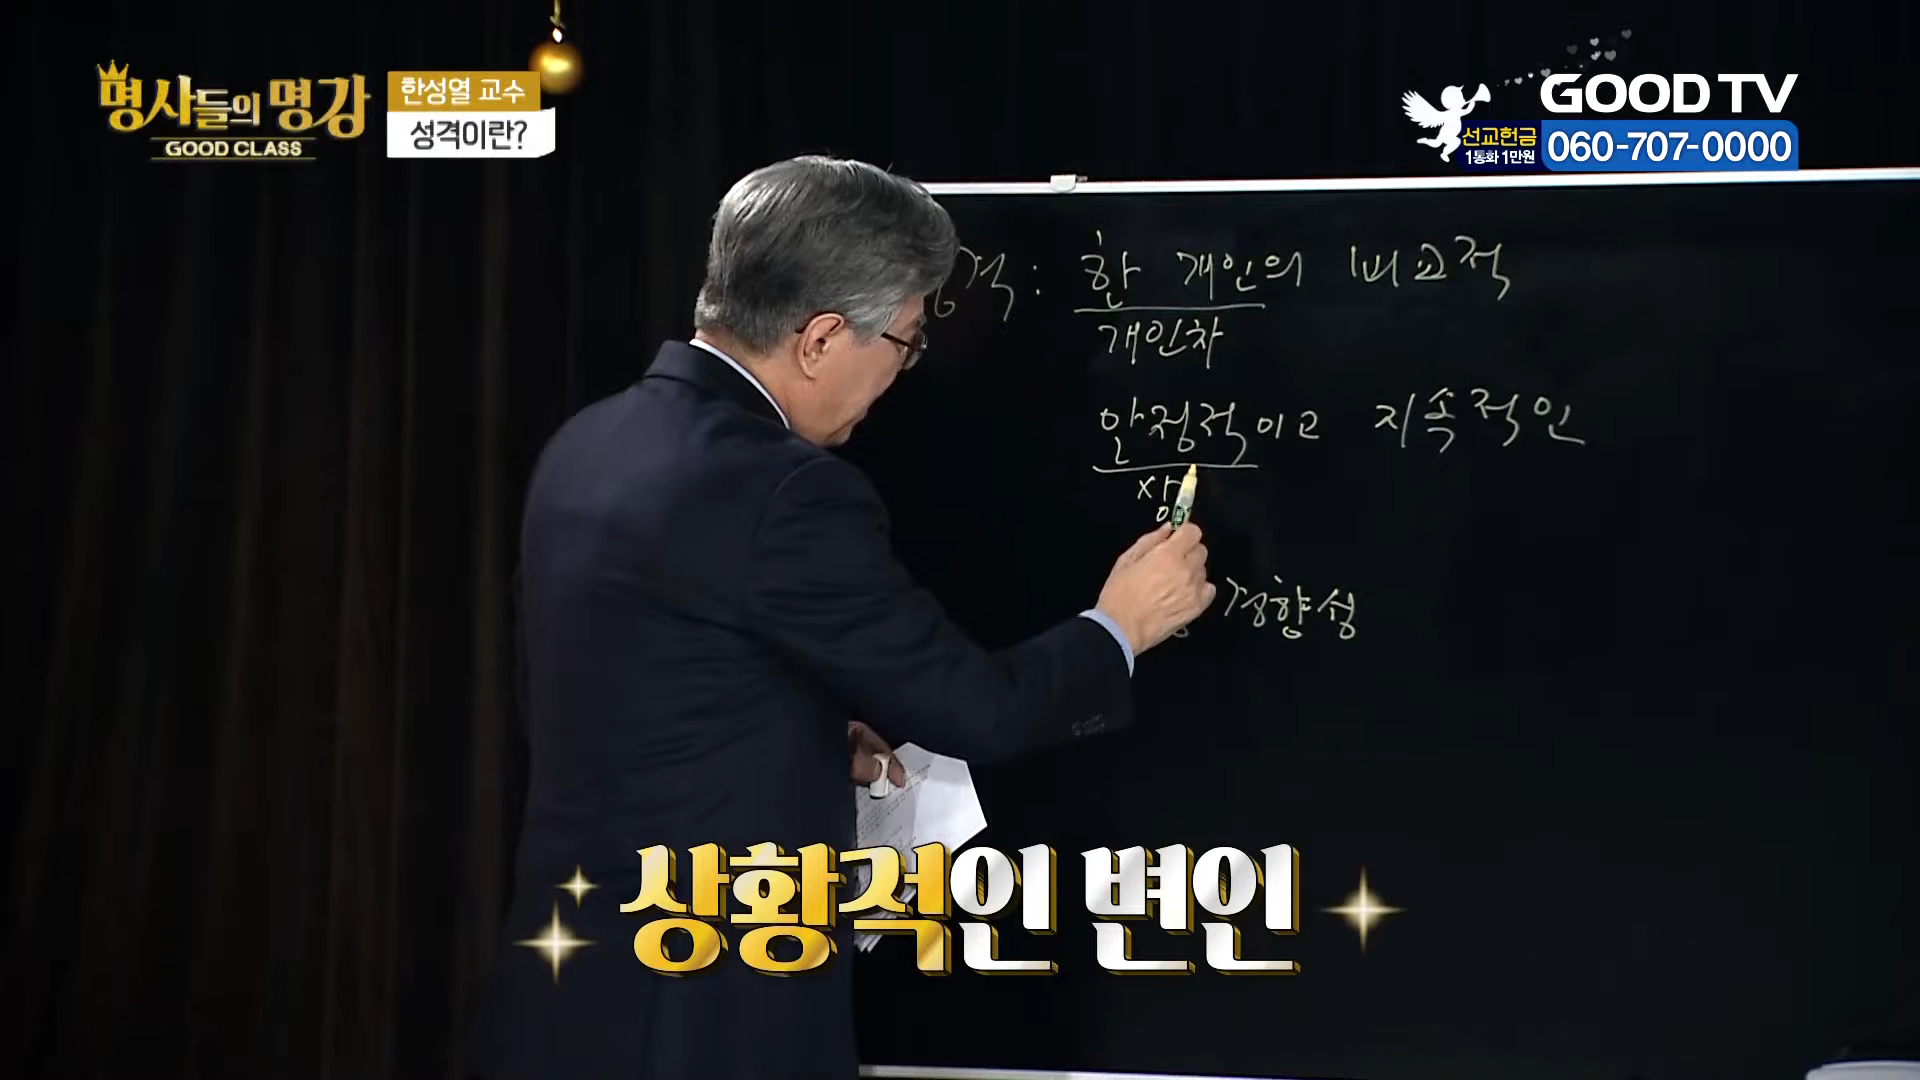 명사들의 명강
GOOD CLASS
한성열 교수
성격이란?
GOOD TV
선교헌금
1통화 1만원
060-707-0000
격: 한 개인의 비교적
개인차
안정적이고 지속적인
경향성
상황적인 변인